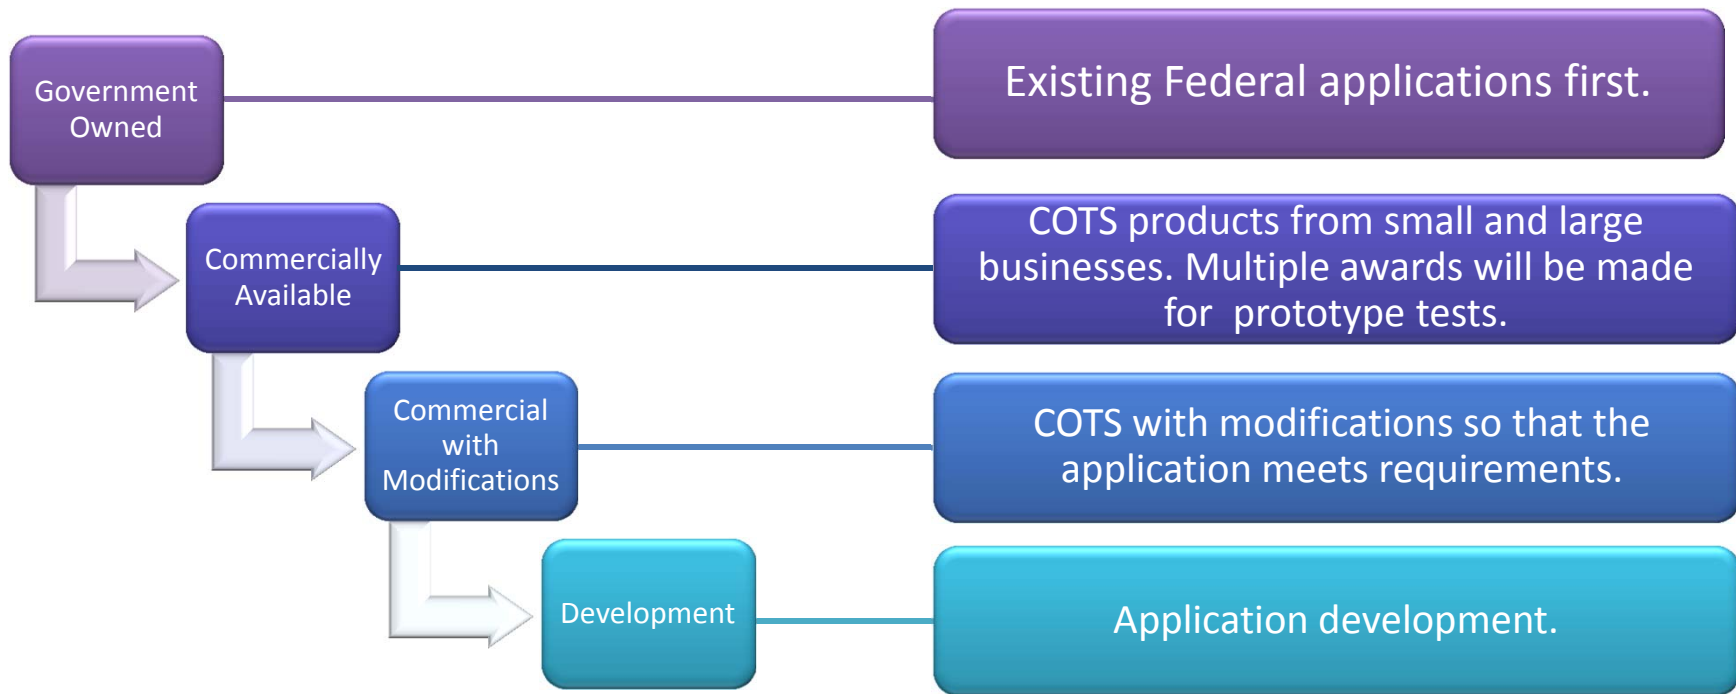 Government
Owned
Existing Federal applications first.
Commercially
Available
COTS products from small and large
businesses. Multiple awards will be made
for  prototype tests.
Commercial
with
Modifications
COTS with modifications so that the
application meets requirements.
Development
Application development.